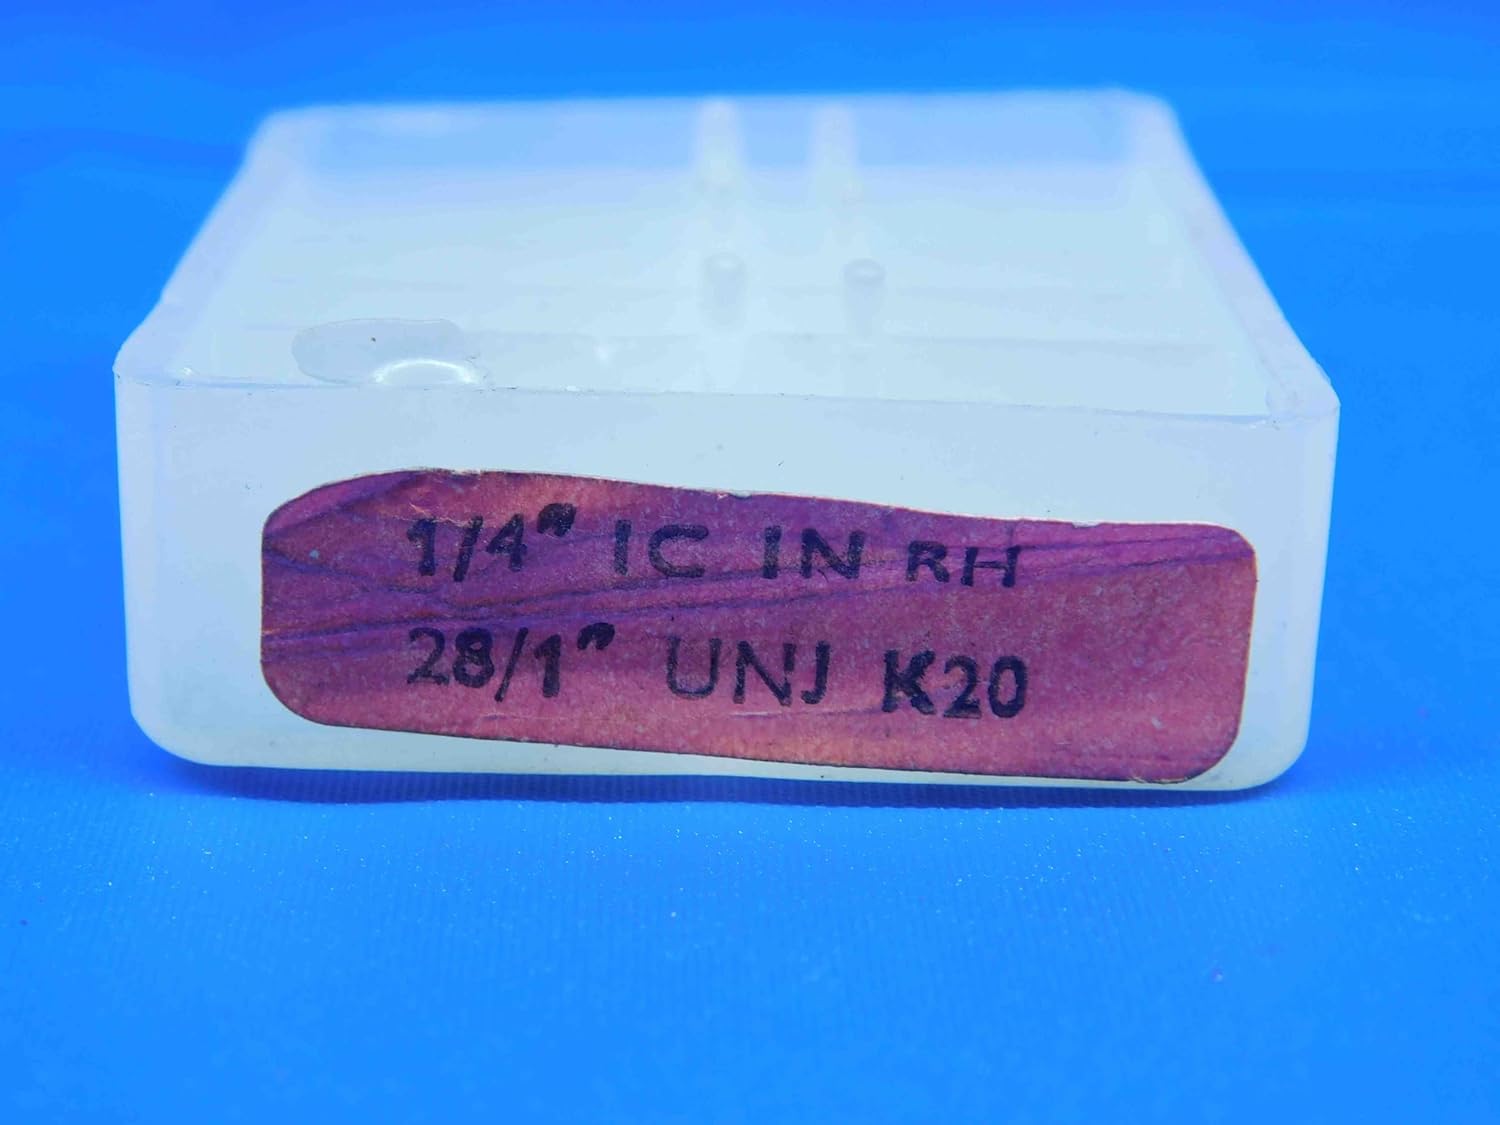 1/4" IC IN RH
28/1" UNJ K20